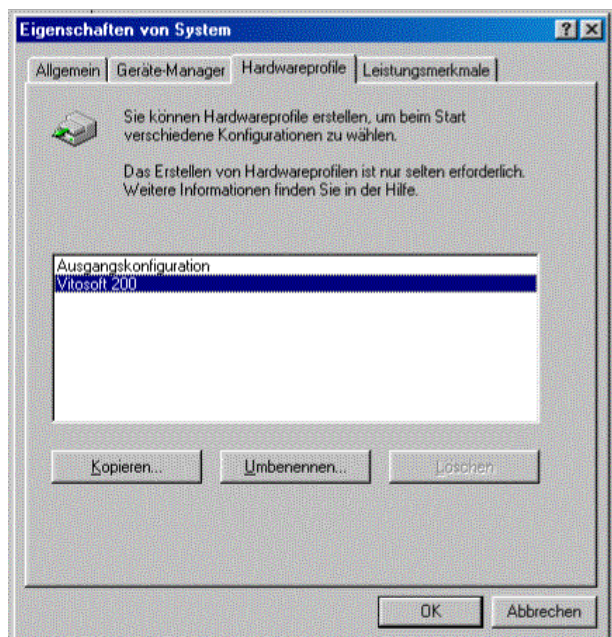 Eigenschaften von System
Allgemein Geräte-Manager Hardwareprofile Leistungsmerkmale
Sie können Hardwareprofile erstellen, um beim Start
verschiedene Konfigurationen zu wählen.
Das Erstellen von Hardwareprofilen ist nur selten erforderlich.
Weitere Informationen finden Sie in der Hilfe.
Ausgangskonfiguration
Vitosoft 200
Kopieren... Umbenennen... Löschen
OK Abbrechen